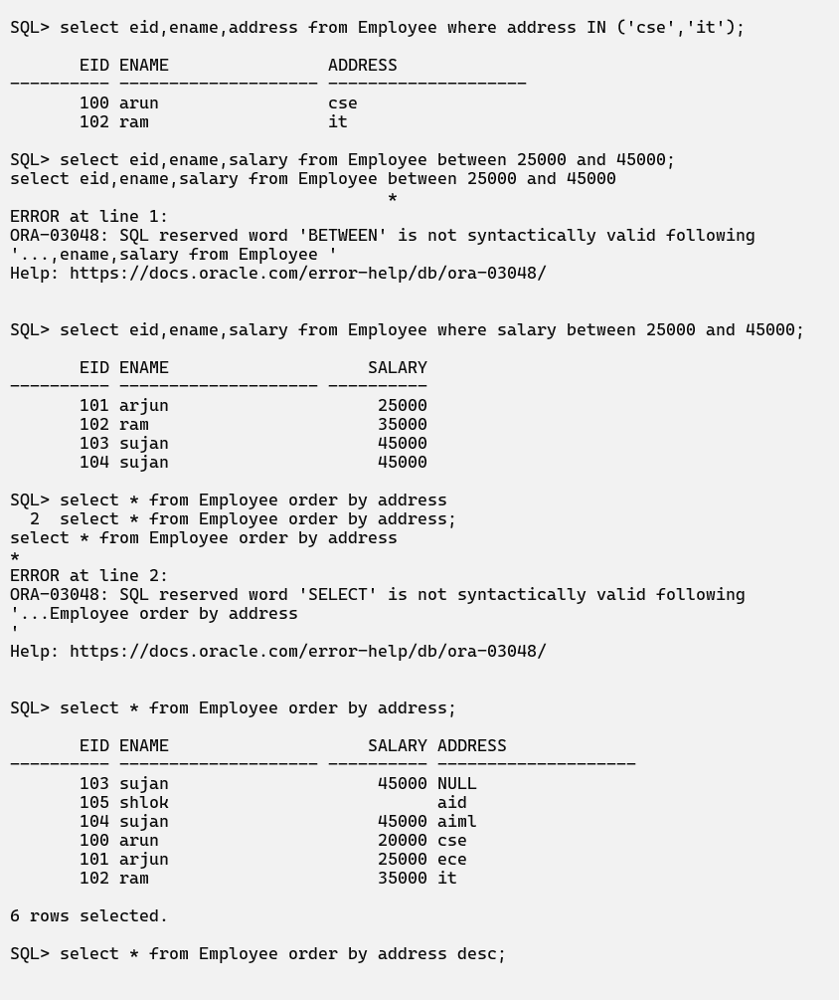 SQL> select eid,ename,address from Employee where address IN ('cse','it');
       EID ENAME                ADDRESS
---------- -------------------- --------------------
       100 arun                 cse
       102 ram                  it
SQL> select eid,ename,salary from Employee between 25000 and 45000;
select eid,ename,salary from Employee between 25000 and 45000
                                      *
ERROR at line 1:
ORA-03048: SQL reserved word 'BETWEEN' is not syntactically valid following
'...,ename,salary from Employee '
Help: https://docs.oracle.com/error-help/db/ora-03048/
SQL> select eid,ename,salary from Employee where salary between 25000 and 45000;
       EID ENAME                    SALARY
---------- -------------------- ----------
       101 arjun                     25000
       102 ram                       35000
       103 sujan                     45000
       104 sujan                     45000
SQL> select * from Employee order by address
  2  select * from Employee order by address;
select * from Employee order by address
*
ERROR at line 2:
ORA-03048: SQL reserved word 'SELECT' is not syntactically valid following
'...Employee order by address
'
Help: https://docs.oracle.com/error-help/db/ora-03048/
SQL> select * from Employee order by address;
       EID ENAME                    SALARY ADDRESS
---------- -------------------- ---------- --------------------
       103 sujan                     45000 NULL
       105 shlok                           aid
       104 sujan                     45000 aiml
       100 arun                      20000 cse
       101 arjun                     25000 ece
       102 ram                       35000 it
6 rows selected.
SQL> select * from Employee order by address desc;